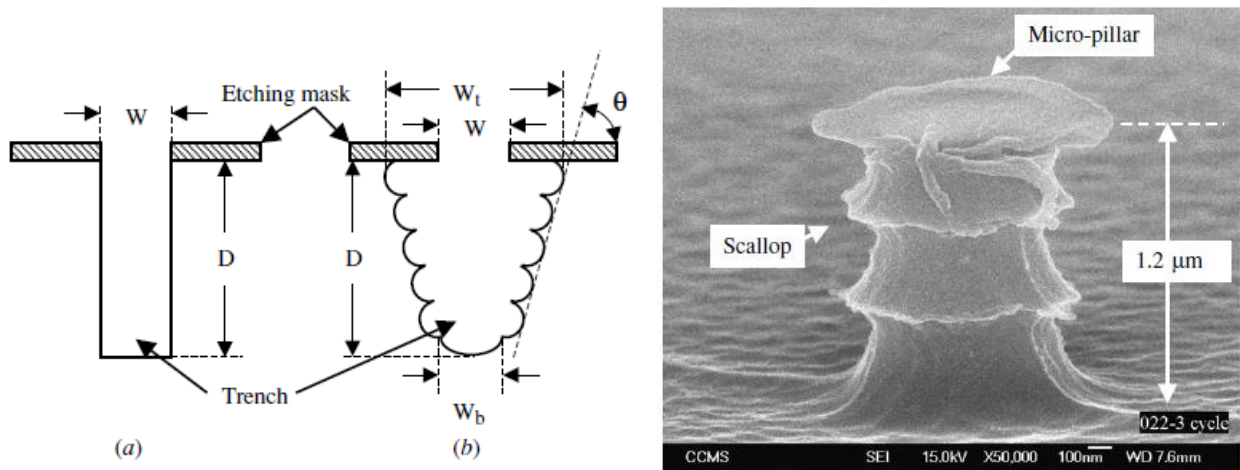 W
Etching mask
Wt
W
θ
D
D
Trench
Wb
(a)
(b)
Micro-pillar
Scallop
1.2 μm
022-3 cycle
CCMS SEI 15.0kV X50,000 100nm WD 7.6mm